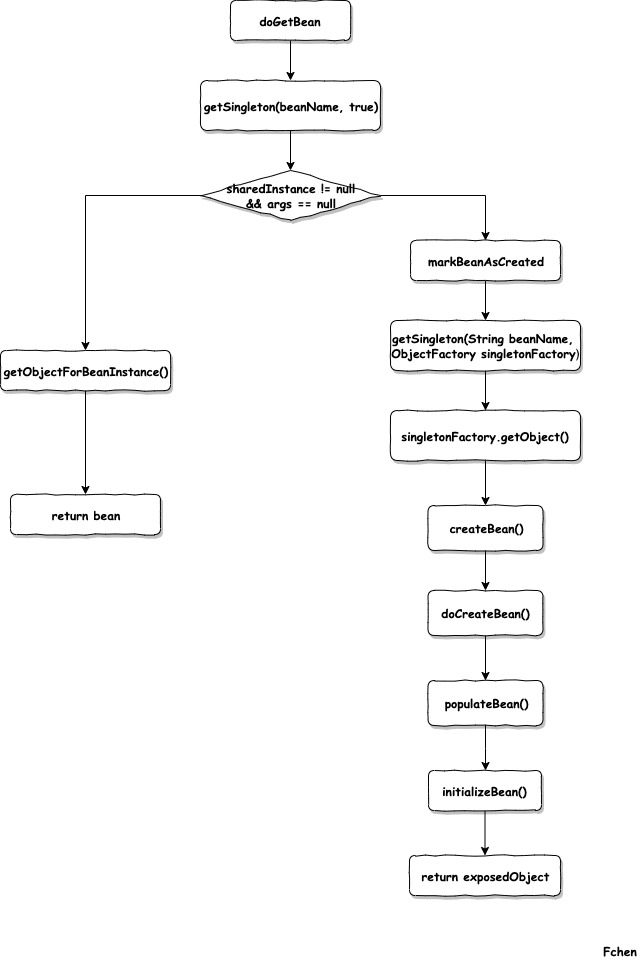 doGetBean
getSingleton(beanName, true)
sharedInstance != null
&& args == null
markBeanAsCreated
getSingleton(String beanName,
ObjectFactory singletonFactory)
getObjectForBeanInstance()
singletonFactory.getObject()
return bean
createBean()
doCreateBean()
populateBean()
initializeBean()
return exposedObject
Fchen